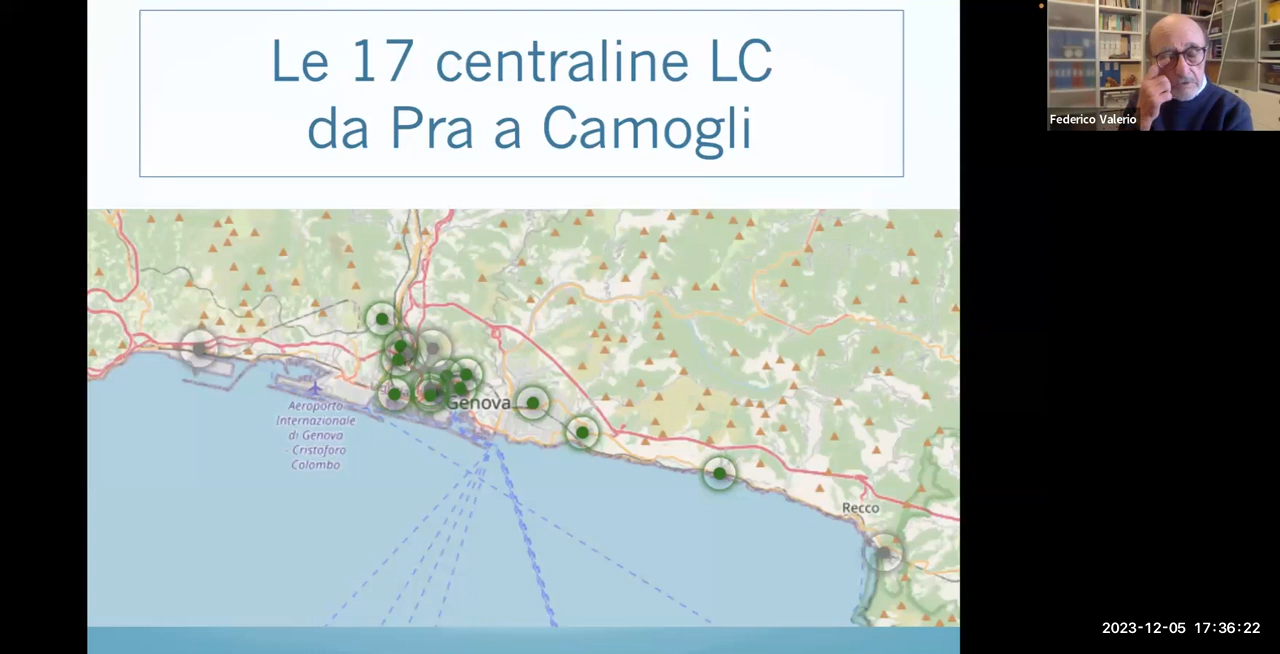 Le 17 centraline LC
da Pra a Camogli
Federico Valerio
Genova
Aeroporto
Internazionale
di Genova
- Cristoforo
Colombo
Recco
2023-12-05 17:36:22